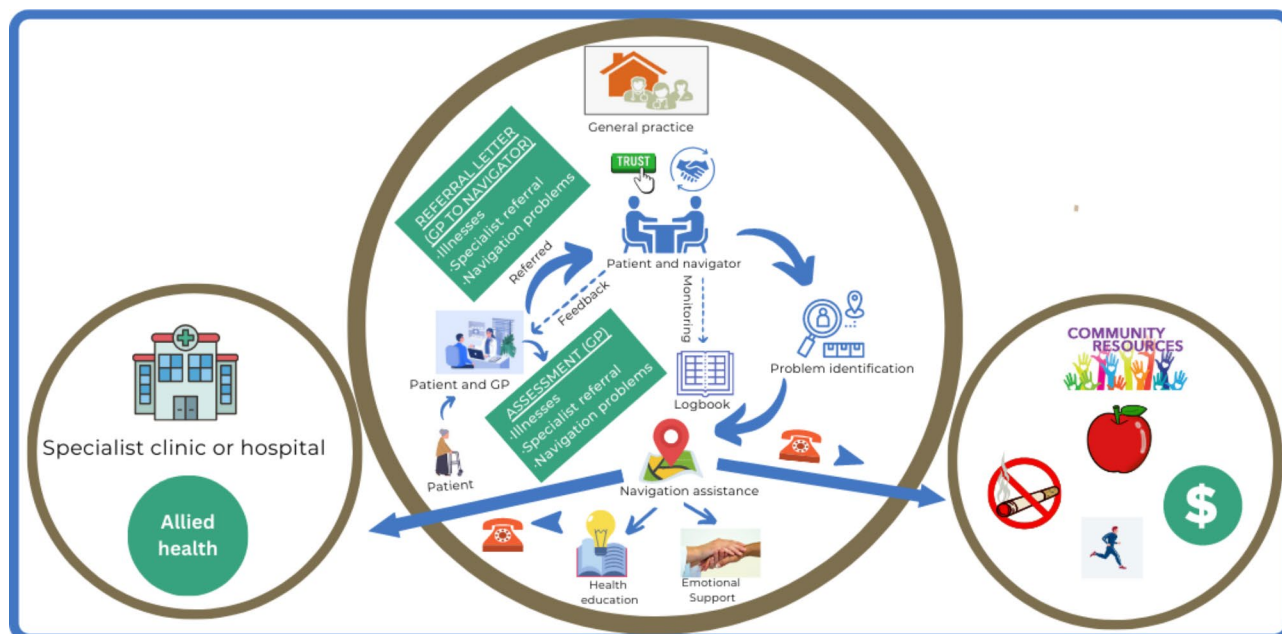 General practice
TRUST
REFERRAL LETTER
(GP TO NAVIGATOR)
·Illnesses
·Specialist referral
·Navigation problems
Referred
Patient and navigator
Feedback
Monitoring
Patient and GP
ASSESSMENT (GP)
·Illnesses
·Specialist referral
·Navigation problems
Logbook
Problem identification
Patient
Navigation assistance
Health
education
Emotional
Support
Specialist clinic or hospital
Allied
health
COMMUNITY
RESOURCES
$